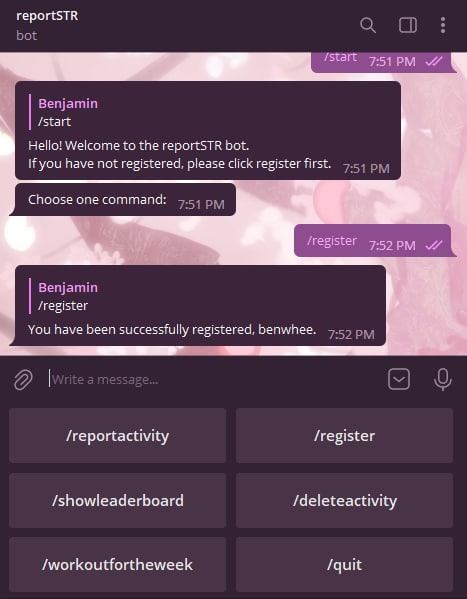 reportSTR
bot
/start 7:51 PM
Benjamin
/start
Hello! Welcome to the reportSTR bot.
If you have not registered, please click register first. 7:51 PM
Choose one command: 7:51 PM
/register 7:52 PM
Benjamin
/register
You have been successfully registered, benwhee. 7:52 PM
Write a message...
/reportactivity /register
/showleaderboard /deleteactivity
/workoutfortheweek /quit